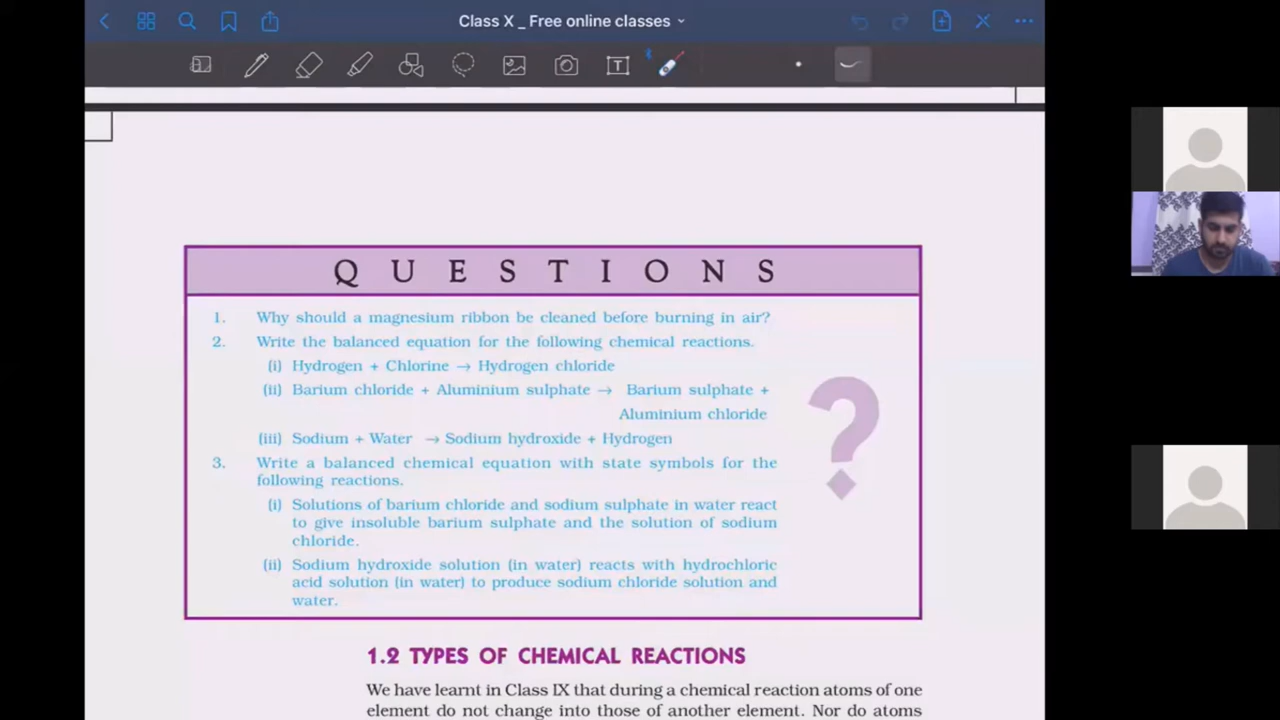 Class X _ Free online classes
T
QUESTIONS
1. Why should a magnesium ribbon be cleaned before burning in air?
2. Write the balanced equation for the following chemical reactions.
(i) Hydrogen + Chlorine → Hydrogen chloride
(ii) Barium chloride + Aluminium sulphate → Barium sulphate +
Aluminium chloride
(iii) Sodium + Water → Sodium hydroxide + Hydrogen
3. Write a balanced chemical equation with state symbols for the
following reactions.
(i) Solutions of barium chloride and sodium sulphate in water react
to give insoluble barium sulphate and the solution of sodium
chloride.
(ii) Sodium hydroxide solution (in water) reacts with hydrochloric
acid solution (in water) to produce sodium chloride solution and
water.
?
1.2 TYPES OF CHEMICAL REACTIONS
We have learnt in Class IX that during a chemical reaction atoms of one
element do not change into those of another element. Nor do atoms